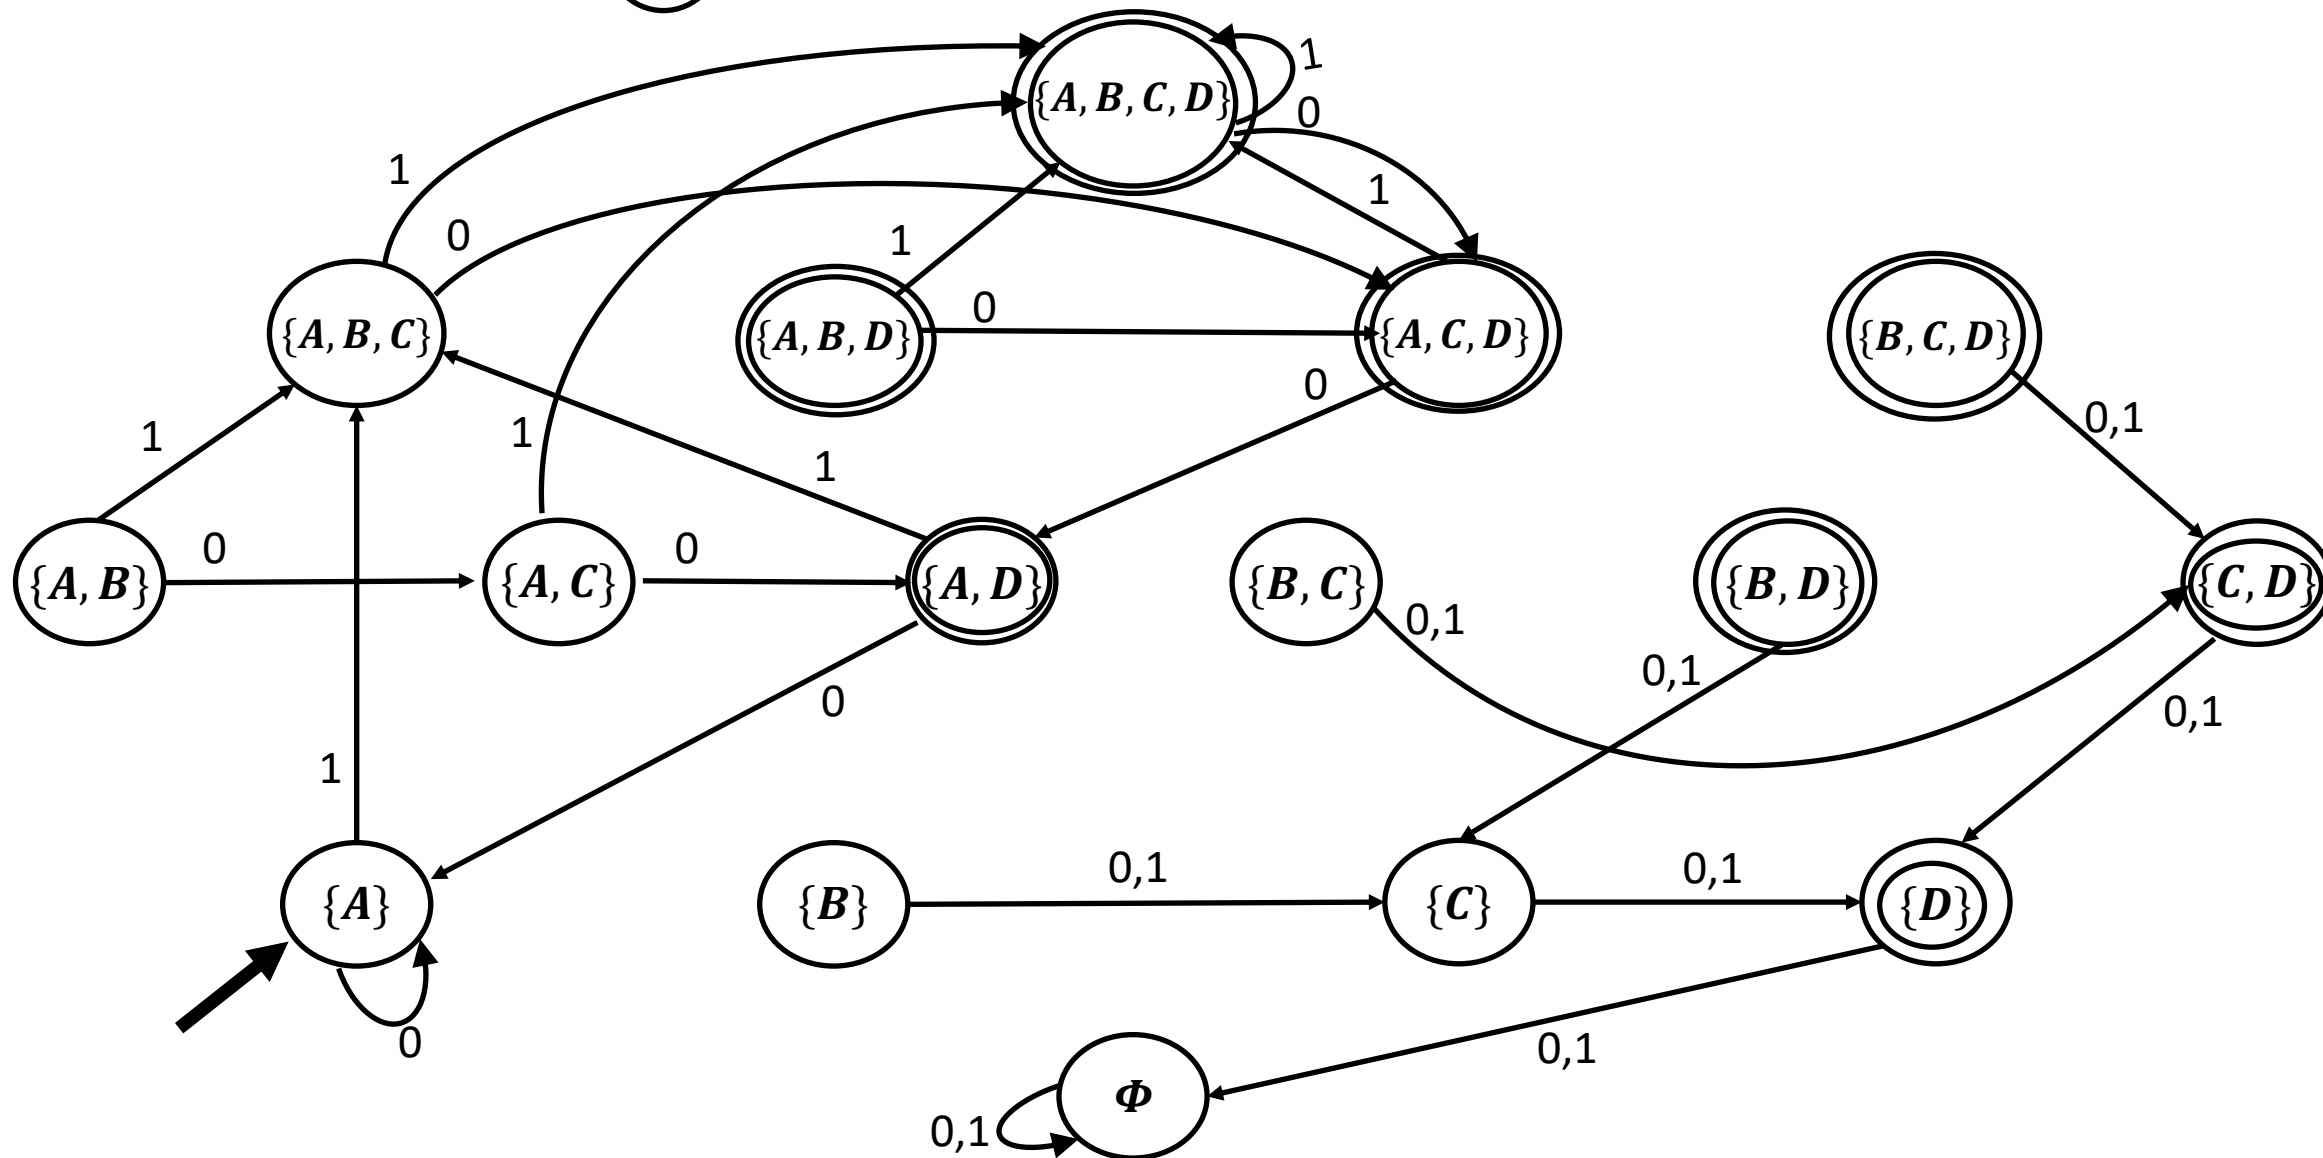 1
{A, B, C, D}
0
1
1
0
1
0
{A, B, C}
{A, B, D}
{A, C, D}
{B, C, D}
0
0,1
1
1
1
0
0
{A, B}
{A, C}
{A, D}
{B, C}
{B, D}
{C, D}
0,1
0,1
0
0,1
1
0,1
0,1
{A}
{B}
{C}
{D}
0
0,1
Φ
0,1